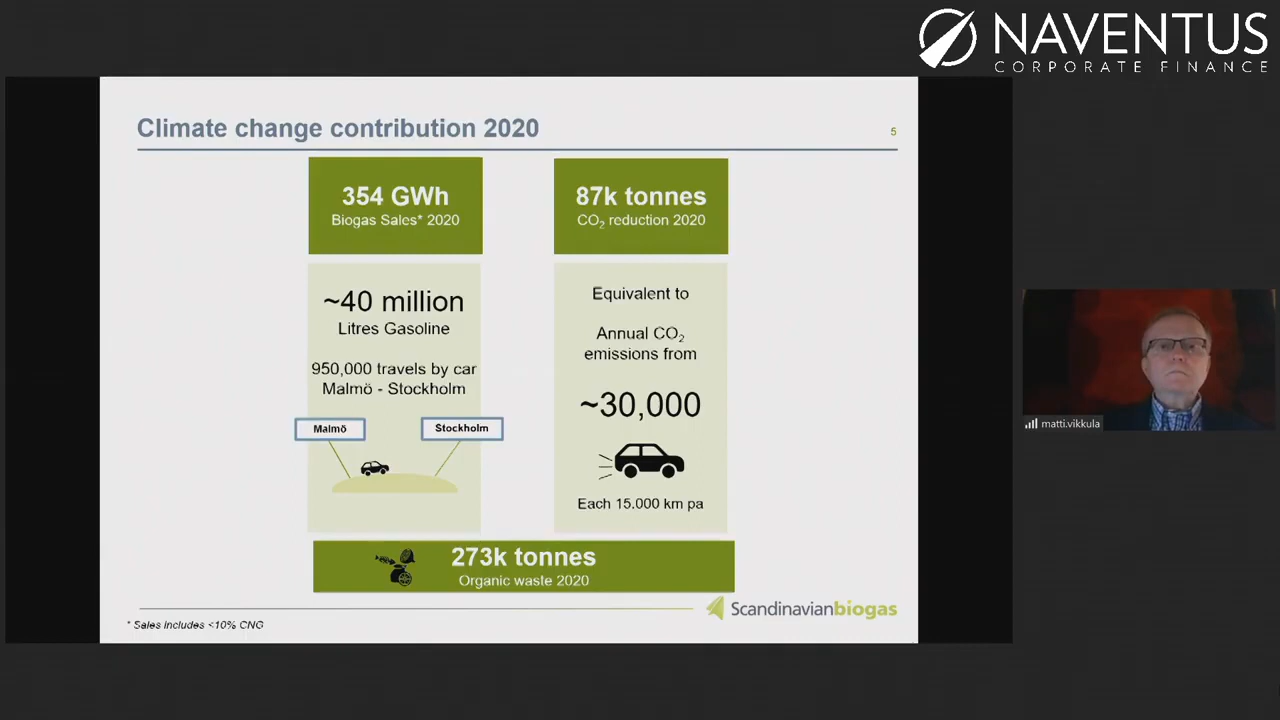 NAVENTUS
CORPORATE FINANCE
Climate change contribution 2020
5
354 GWh
Biogas Sales* 2020
87k tonnes
CO₂ reduction 2020
~40 million
Litres Gasoline
950,000 travels by car
Malmö - Stockholm
Malmö
Stockholm
Equivalent to
Annual CO₂
emissions from
~30,000
Each 15.000 km pa
273k tonnes
Organic waste 2020
Scandinavianbiogas
* Sales includes <10% CNG
matti.vikkula